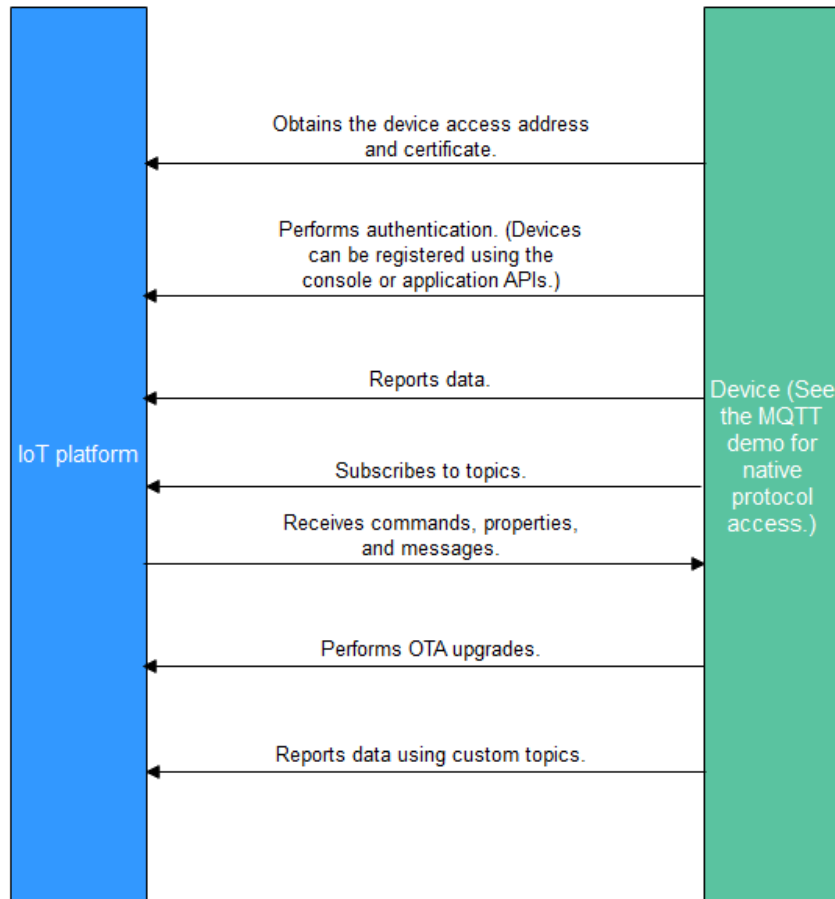 Obtains the device access address
and certificate.
Performs authentication. (Devices
can be registered using the
console or application APIs.)
Reports data.
IoT platform
Device (See
the MQTT
demo for
native
protocol
access.)
Subscribes to topics.
Receives commands, properties,
and messages.
Performs OTA upgrades.
Reports data using custom topics.